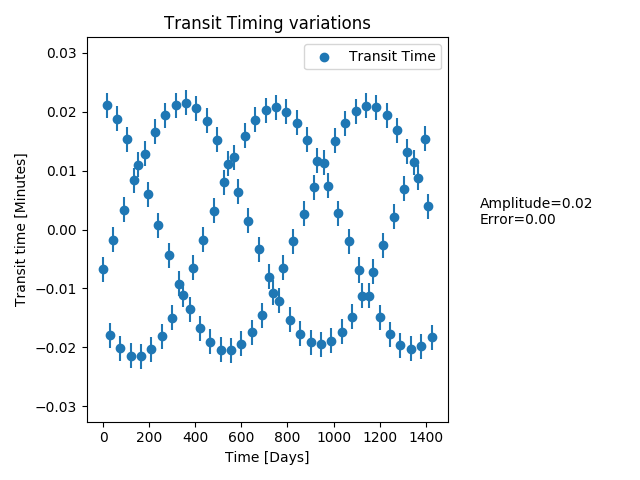 Transit Timing variations
Transit Time
Transit time [Minutes]
0.03
0.02
0.01
0.00
−0.01
−0.02
−0.03
0 200 400 600 800 1000 1200 1400
Time [Days]
Amplitude=0.02
Error=0.00